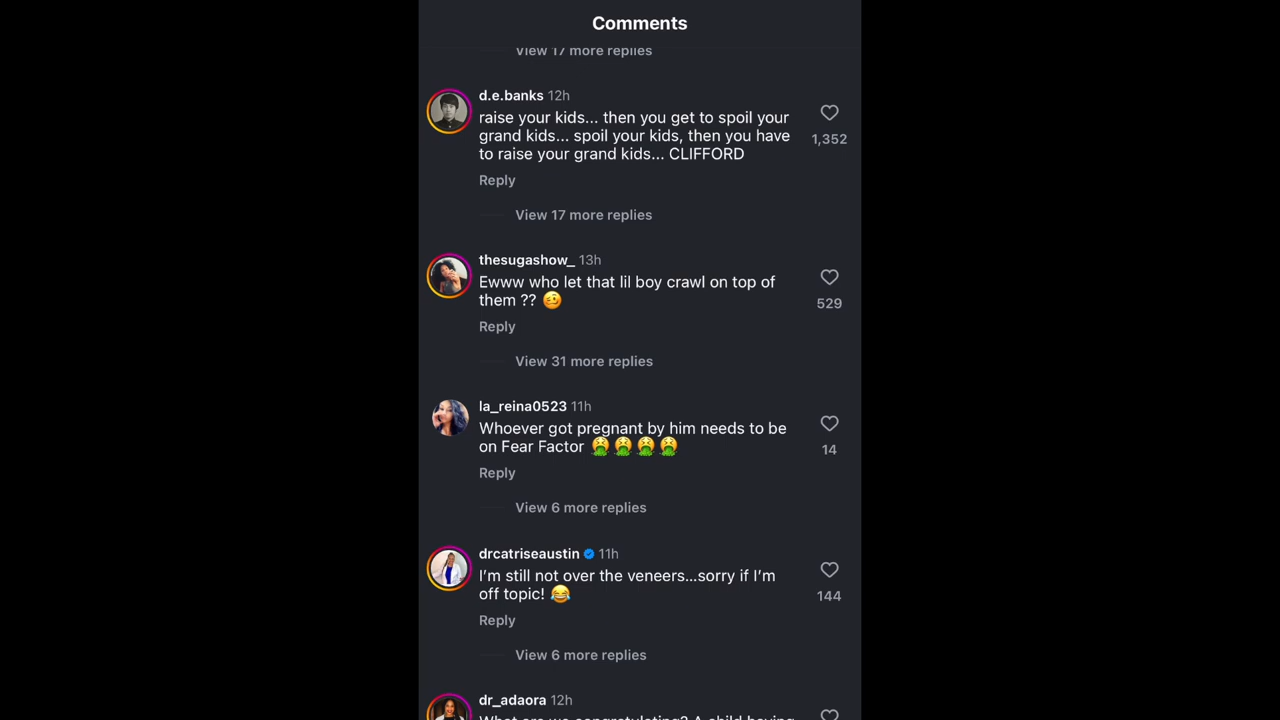 Comments
View 17 more replies
d.e.banks 12h
raise your kids... then you get to spoil your
grand kids... spoil your kids, then you have
to raise your grand kids... CLIFFORD
1,352
Reply
View 17 more replies
thesugashow_ 13h
Ewww who let that lil boy crawl on top of
them ?? 🥴
529
Reply
View 31 more replies
la_reina0523 11h
Whoever got pregnant by him needs to be
on Fear Factor 🤮🤮🤮🤮
14
Reply
View 6 more replies
drcatriseaustin 11h
I'm still not over the veneers...sorry if I'm
off topic! 😂
144
Reply
View 6 more replies
dr_adaora 12h
What are we congratulating? A child having